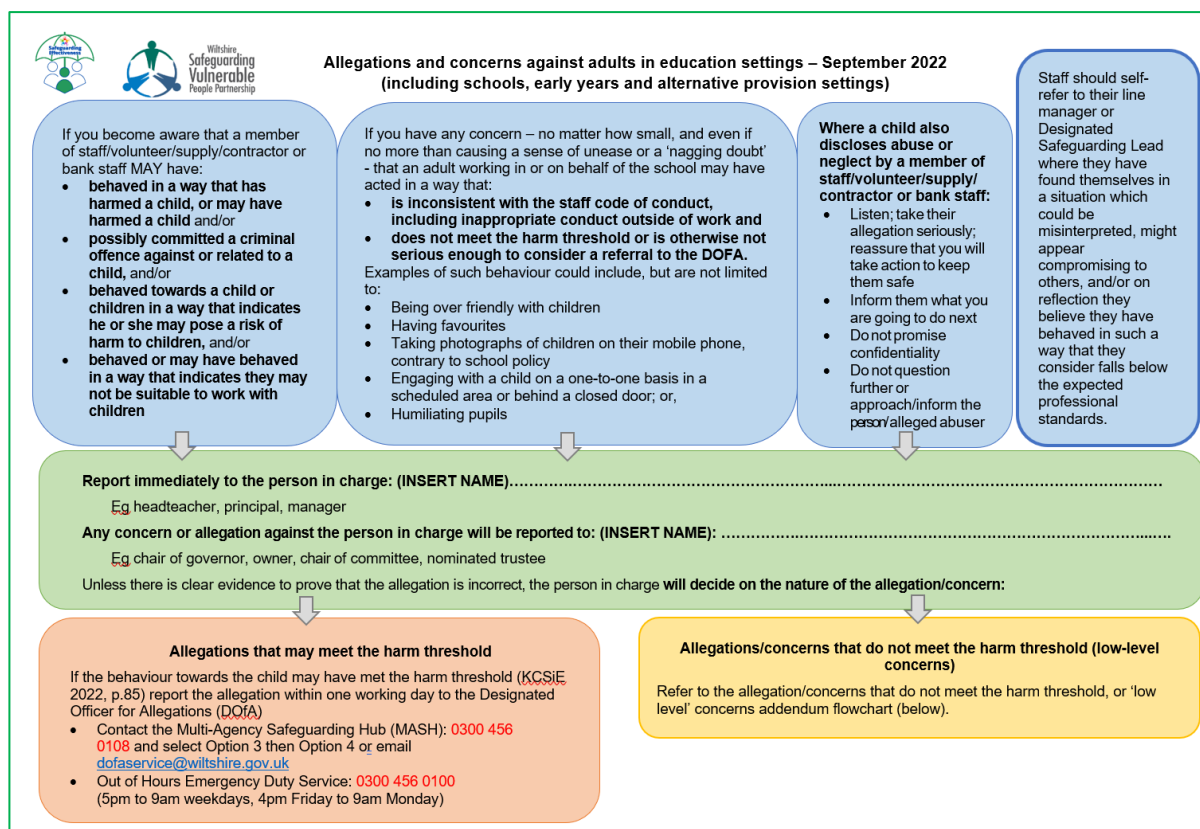 Safeguarding
Effectiveness
Wiltshire
Safeguarding
Vulnerable
People Partnership
Allegations and concerns against adults in education settings – September 2022
(including schools, early years and alternative provision settings)
If you become aware that a member
of staff/volunteer/supply/contractor or
bank staff MAY have:
• behaved in a way that has
harmed a child, or may have
harmed a child and/or
• possibly committed a criminal
offence against or related to a
child, and/or
• behaved towards a child or
children in a way that indicates
he or she may pose a risk of
harm to children, and/or
• behaved or may have behaved
in a way that indicates they may
not be suitable to work with
children
If you have any concern – no matter how small, and even if
no more than causing a sense of unease or a ‘nagging doubt’
- that an adult working in or on behalf of the school may have
acted in a way that:
• is inconsistent with the staff code of conduct,
including inappropriate conduct outside of work and
• does not meet the harm threshold or is otherwise not
serious enough to consider a referral to the DOFA.
Examples of such behaviour could include, but are not limited
to:
• Being over friendly with children
• Having favourites
• Taking photographs of children on their mobile phone,
contrary to school policy
• Engaging with a child on a one-to-one basis in a
scheduled area or behind a closed door; or,
• Humiliating pupils
Where a child also
discloses abuse or
neglect by a member of
staff/volunteer/supply/
contractor or bank staff:
• Listen; take their
allegation seriously;
reassure that you will
take action to keep
them safe
• Inform them what you
are going to do next
• Do not promise
confidentiality
• Do not question
further or
approach/inform the
person/alleged abuser
Staff should self-
refer to their line
manager or
Designated
Safeguarding Lead
where they have
found themselves in
a situation which
could be
misinterpreted, might
appear
compromising to
others, and/or on
reflection they
believe they have
behaved in such a
way that they
consider falls below
the expected
professional
standards.
Report immediately to the person in charge: (INSERT NAME)…………………………………………………………………………………………………
Eg headteacher, principal, manager
Any concern or allegation against the person in charge will be reported to: (INSERT NAME): …………………………………………………………………
Eg chair of governor, owner, chair of committee, nominated trustee
Unless there is clear evidence to prove that the allegation is incorrect, the person in charge will decide on the nature of the allegation/concern:
Allegations that may meet the harm threshold
If the behaviour towards the child may have met the harm threshold (KCSiE
2022, p.85) report the allegation within one working day to the Designated
Officer for Allegations (DOfA)
• Contact the Multi-Agency Safeguarding Hub (MASH): 0300 456
0108 and select Option 3 then Option 4 or email
dofaservice@wiltshire.gov.uk
• Out of Hours Emergency Duty Service: 0300 456 0100
(5pm to 9am weekdays, 4pm Friday to 9am Monday)
Allegations/concerns that do not meet the harm threshold (low-level
concerns)
Refer to the allegation/concerns that do not meet the harm threshold, or ‘low
level’ concerns addendum flowchart (below).